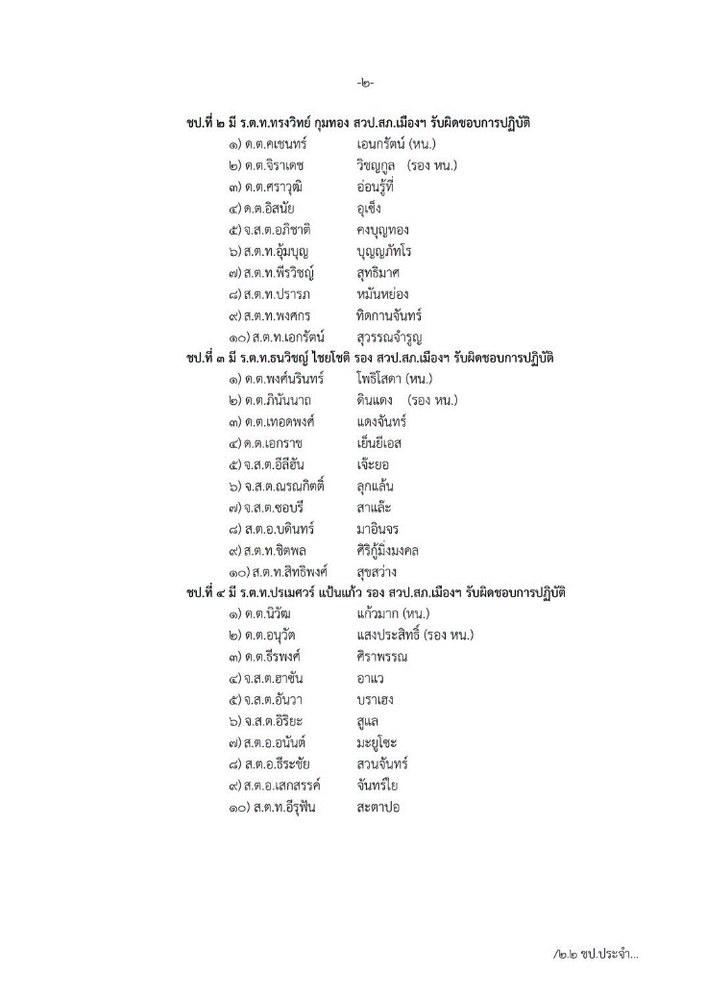 -๒-
ชป.ที่ ๒ มี ร.ต.ท.ทรงวิทย์ กุมทอง สวป.สภ.เมืองฯ รับผิดชอบการปฏิบัติ
๑) ด.ต.คเชนทร์ เอนกรัตน์ (หน.)
๒) ด.ต.จิราเดช วิชญกูล (รอง หน.)
๓) ด.ต.ศราวุฒิ อ่อนรู้ที่
๔) ด.ต.อิสนัย อุเซ็ง
๕) จ.ส.ต.อภิชาติ คงบุญทอง
๖) ส.ต.ท.อุ้มบุญ บุญญภัทโร
๗) ส.ต.ท.พีรวิชญ์ สุทธิมาศ
๘) ส.ต.ท.ปรารภ หมันหย่อง
๙) ส.ต.ท.พงศกร ทิดกานจันทร์
๑๐) ส.ต.ท.เอกรัตน์ สุวรรณจำรูญ
ชป.ที่ ๓ มี ร.ต.ท.ธนวิชญ์ ไชยโชติ รอง สวป.สภ.เมืองฯ รับผิดชอบการปฏิบัติ
๑) ด.ต.พงศ์นรินทร์ โพธิโสดา (หน.)
๒) ด.ต.ภินันนาถ ดินแดง (รอง หน.)
๓) ด.ต.เทอดพงศ์ แดงจันทร์
๔) ด.ต.เอกราช เย็นยีเอส
๕) จ.ส.ต.อีลีฮัน เจ๊ะยอ
๖) จ.ส.ต.ณรณกิตติ์ ลุกแล้น
๗) จ.ส.ต.ซอบรี สาแล๊ะ
๘) ส.ต.อ.บดินทร์ มาอินจร
๙) ส.ต.ท.ชิตพล ศิริกู้มิ่งมงคล
๑๐) ส.ต.ท.สิทธิพงศ์ สุขสว่าง
ชป.ที่ ๔ มี ร.ต.ท.ปรเมศวร์ แป้นแก้ว รอง สวป.สภ.เมืองฯ รับผิดชอบการปฏิบัติ
๑) ด.ต.นิวัฒ แก้วมาก (หน.)
๒) ด.ต.อนุวัต แสงประสิทธิ์ (รอง หน.)
๓) ด.ต.ธีรพงศ์ ศิราพรรณ
๔) จ.ส.ต.ฮาซัน อาแว
๕) จ.ส.ต.อันวา บราเฮง
๖) จ.ส.ต.อิริยะ สูแล
๗) ส.ต.อ.อนันต์ มะยูโซะ
๘) ส.ต.อ.ธีระชัย สวนจันทร์
๙) ส.ต.อ.เสกสรรค์ จันทร์ใย
๑๐) ส.ต.ท.อีรุฟัน สะตาปอ
/๒.๒ ชป.ประจำ...